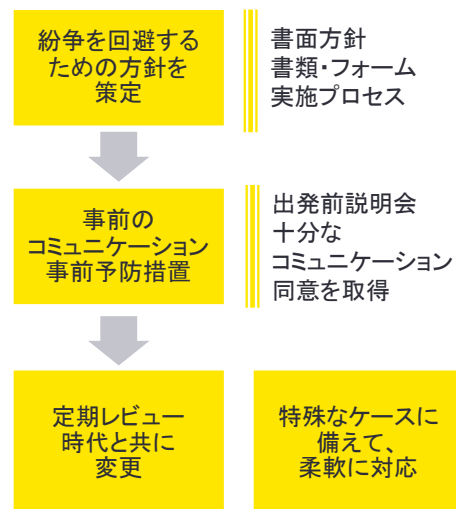 紛争を回避する
ための方針を
策定
書面方針
書類・フォーム
実施プロセス
事前の
コミュニケーション
事前予防措置
出発前説明会
十分な
コミュニケーション
同意を取得
定期レビュー
時代と共に
変更
特殊なケースに
備えて、
柔軟に対応